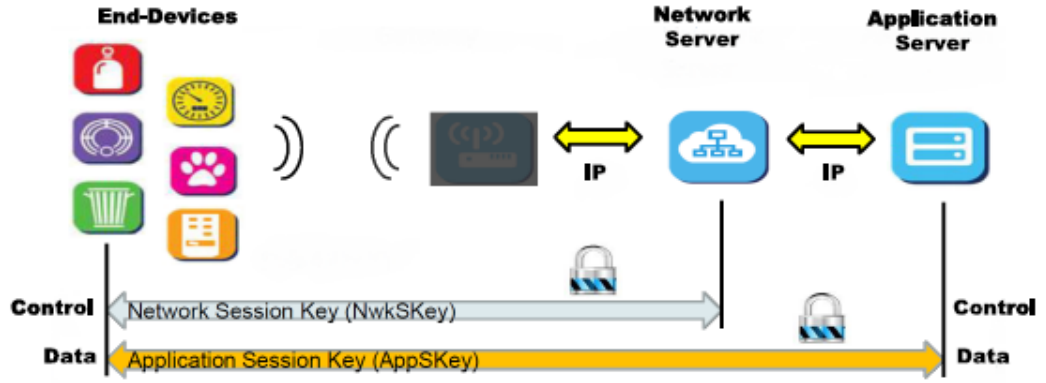 End-Devices
Network
Server
Application
Server
IP
IP
Control
Network Session Key (NwkSKey)
Control
Data
Application Session Key (AppSKey)
Data